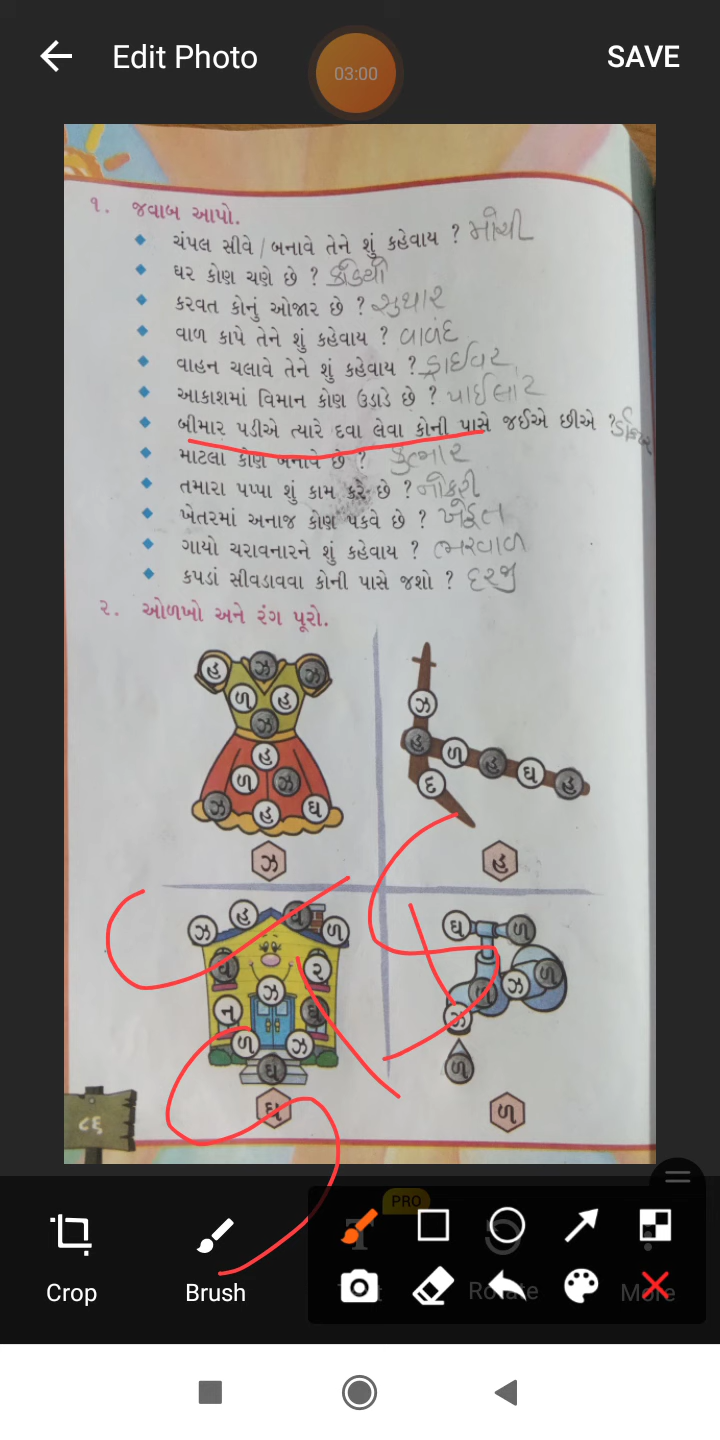 Edit Photo
03:00
SAVE
૧. જવાબ આપો.
ચંપલ સીવે / બનાવે તેને શું કહેવાય ? મોચી
ઘર કોણ ચણે છે ? કડિયો
કરવત કોનું ઓજાર છે ? સુથાર
વાળ કાપે તેને શું કહેવાય ? વાળંદ
વાહન ચલાવે તેને શું કહેવાય ? ડ્રાઈવર
આકાશમાં વિમાન કોણ ઉડાડે છે ? પાઈલોટ
બીમાર પડીએ ત્યારે દવા લેવા કોની પાસે જઈએ છીએ ?
માટલા કોણ બનાવે છે ? કુંભાર
તમારા પપ્પા શું કામ કરે છે ? નોકરી
ખેતરમાં અનાજ કોણ પકવે છે ? ખેડૂત
ગાયો ચરાવનારને શું કહેવાય ? ભરવાળ
કપડાં સીવડાવવા કોની પાસે જશો ? દરજી
૨. ઓળખો અને રંગ પૂરો.
હ ઝ ઝ
ળ હ
ઝ
હ
ળ ઝ
ઝ હ ઘ
ઝ
ઝ
હ ળ હ ઘ હ
દ
હ
ઝ હ ઘ ળ
ઘ ર
ઝ
ન ઘ
ળ ઝ
ઘ
ઘ
ઘ ળ
ળ ઝ ળ
ઝ
ળ
ળ
૮૬
PRO
Crop
Brush
Rotate
More